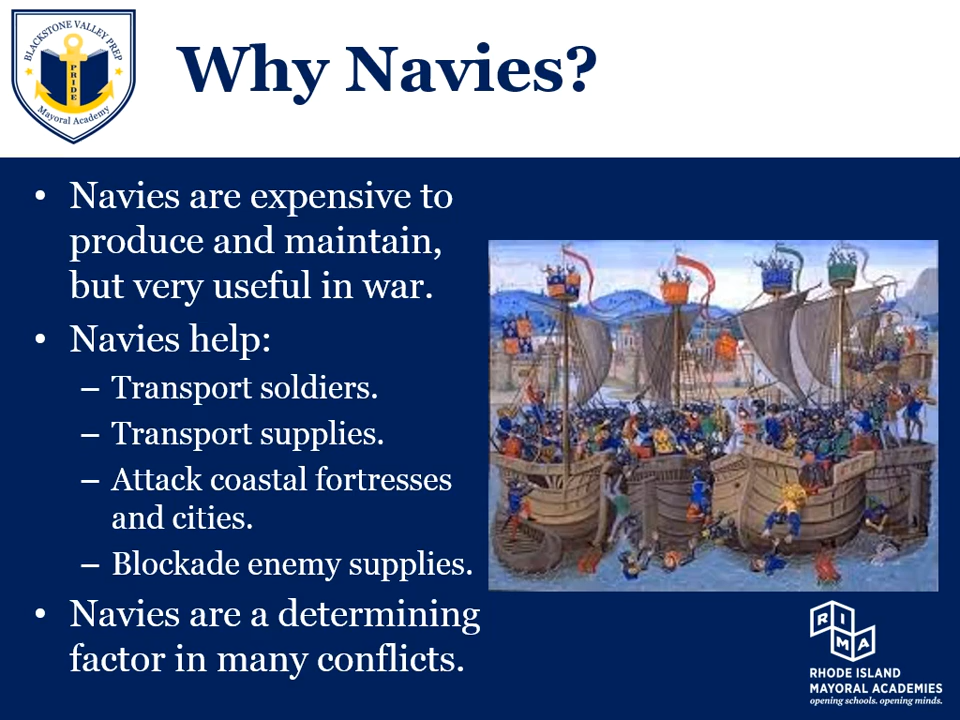 BLACKSTONE VALLEY PREP
PRIDE
Mayoral Academy
Why Navies?
• Navies are expensive to
produce and maintain,
but very useful in war.
• Navies help:
– Transport soldiers.
– Transport supplies.
– Attack coastal fortresses
and cities.
– Blockade enemy supplies.
• Navies are a determining
factor in many conflicts.
RIMA
RHODE ISLAND
MAYORAL ACADEMIES
opening schools. opening minds.